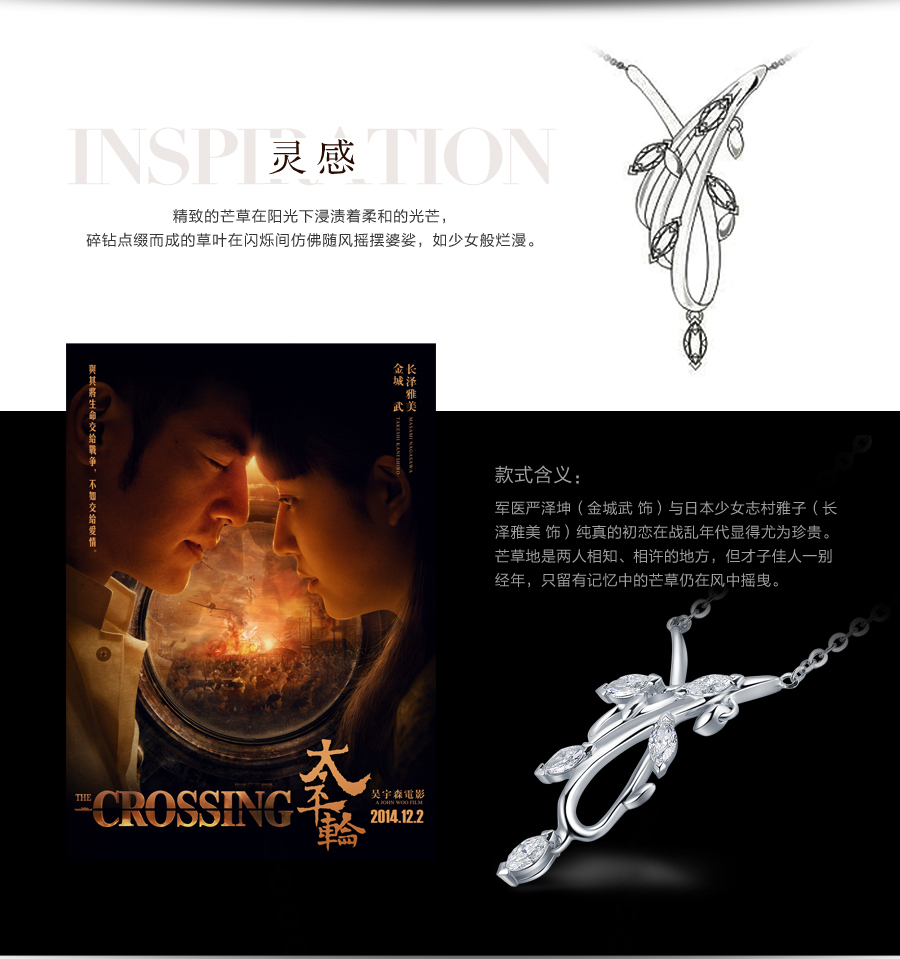 INSPIRATION
灵感
精致的芒草在阳光下浸渍着柔和的光芒，
碎钻点缀而成的草叶在闪烁间仿佛随风摇摆婆娑，如少女般烂漫。
與其將生命交給戰爭，不如交給愛情。
长泽雅美 MASAMI NAGASAWA
金城 武 TAKESHI KANESHIRO
THE CROSSING
太平輪
吴宇森電影
A JOHN WOO FILM
2014.12.2
款式含义：
军医严泽坤（金城武 饰）与日本少女志村雅子（长
泽雅美 饰）纯真的初恋在战乱年代显得尤为珍贵。
芒草地是两人相知、相许的地方，但才子佳人一别
经年，只留有记忆中的芒草仍在风中摇曳。